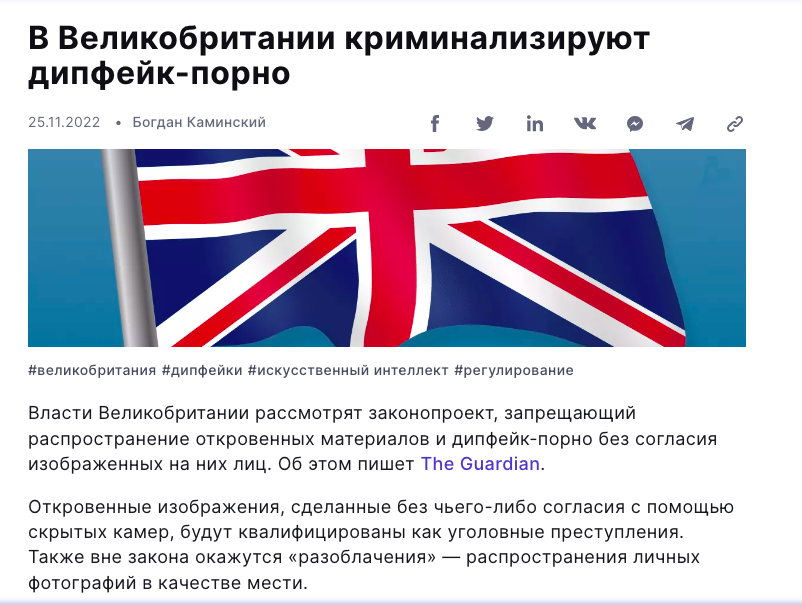 В Великобритании криминализируют
дипфейк-порно
25.11.2022 • Богдан Каминский
#великобритания #дипфейки #искусственный интеллект #регулирование
Власти Великобритании рассмотрят законопроект, запрещающий
распространение откровенных материалов и дипфейк-порно без согласия
изображенных на них лиц. Об этом пишет The Guardian.
Откровенные изображения, сделанные без чьего-либо согласия с помощью
скрытых камер, будут квалифицированы как уголовные преступления.
Также вне закона окажутся «разоблачения» — распространения личных
фотографий в качестве мести.